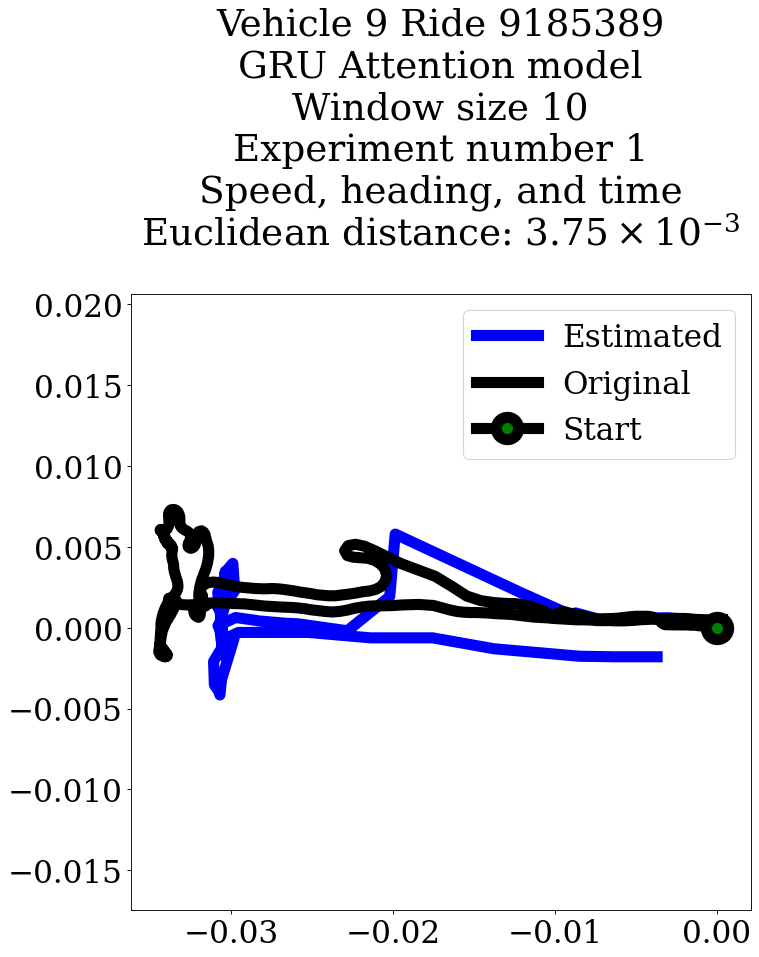 Vehicle 9 Ride 9185389
GRU Attention model
Window size 10
Experiment number 1
Speed, heading, and time
Euclidean distance: 3.75 × 10⁻³
0.020
0.015
0.010
0.005
0.000
−0.005
−0.010
−0.015
Estimated
Original
Start
−0.03
−0.02
−0.01
0.00